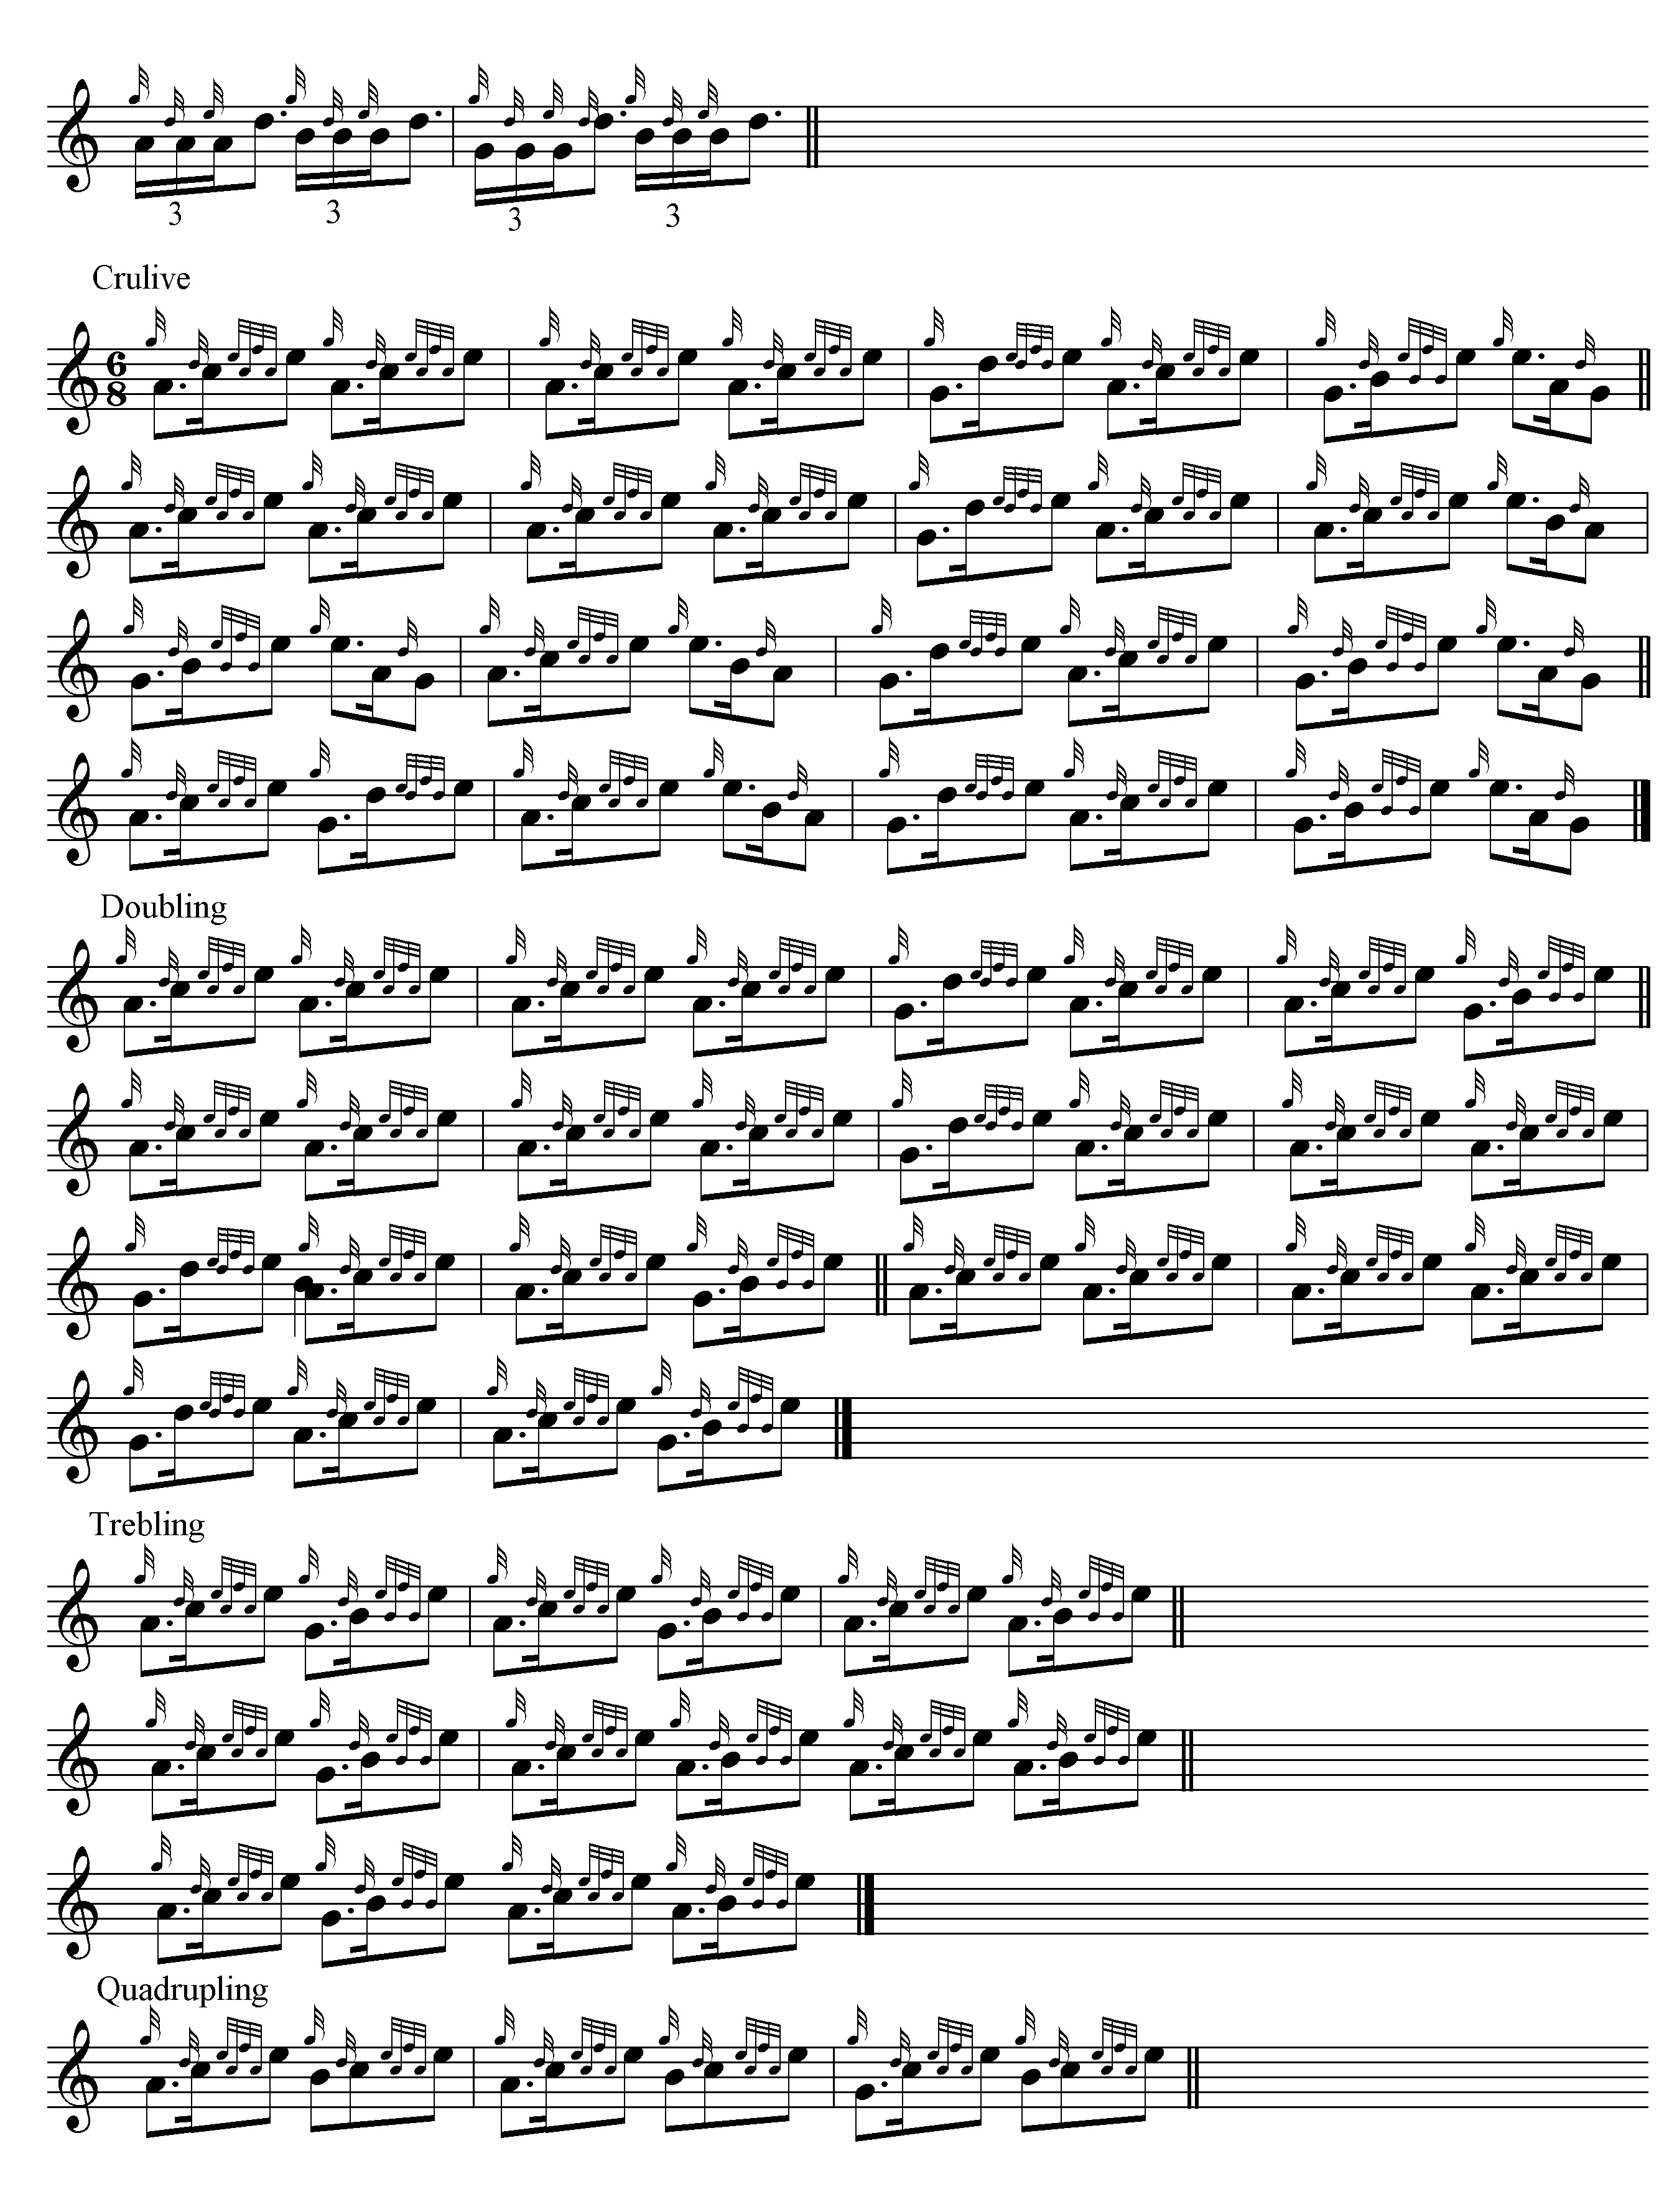 3 3 3 3
Crulive
6
8
Doubling
Trebling
Quadrupling